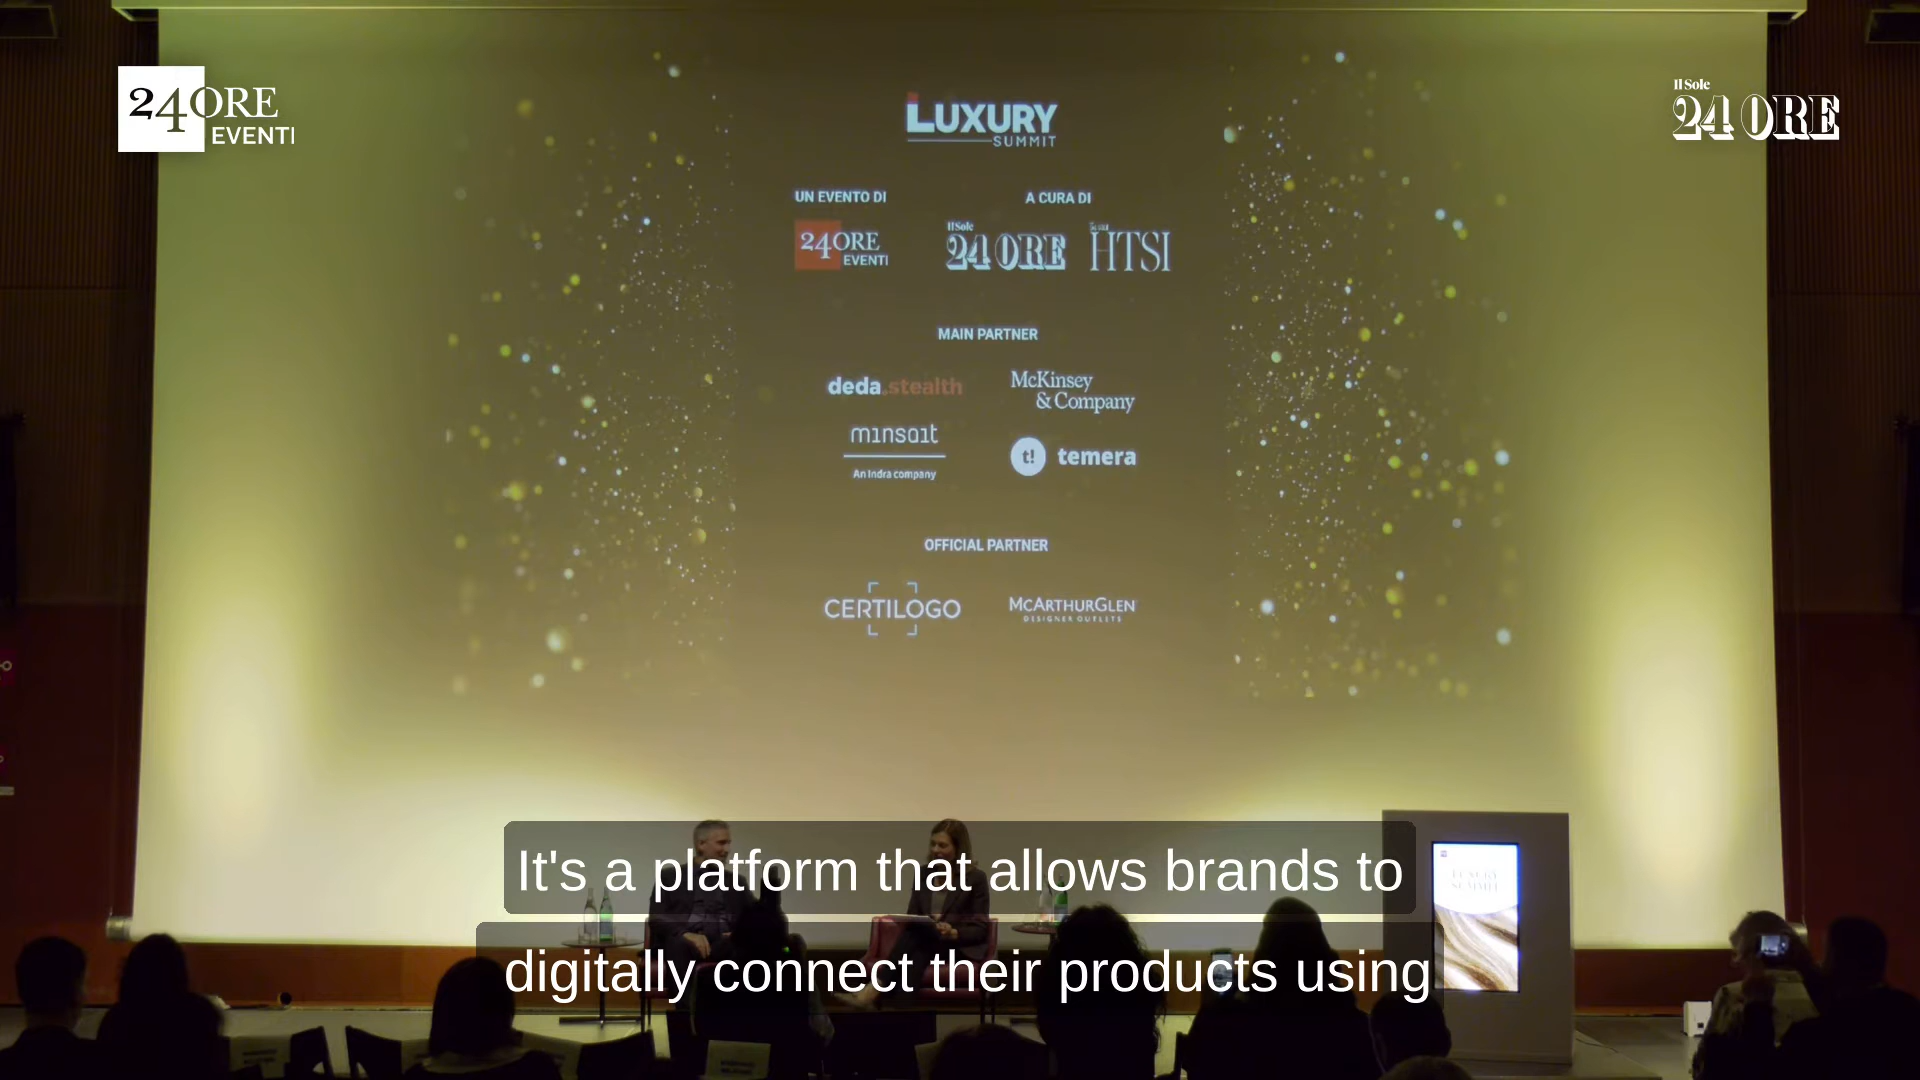 24ORE
EVENTI
Il Sole
24 ORE
LUXURY
SUMMIT
UN EVENTO DI
A CURA DI
24ORE
EVENTI
Il Sole
24 ORE
HTSI
MAIN PARTNER
deda.stealth
McKinsey
& Company
minsait
An Indra company
t! temera
OFFICIAL PARTNER
CERTILOGO
MCARTHURGLEN
DESIGNER OUTLETS
It's a platform that allows brands to
digitally connect their products using
LUXURY
SUMMIT